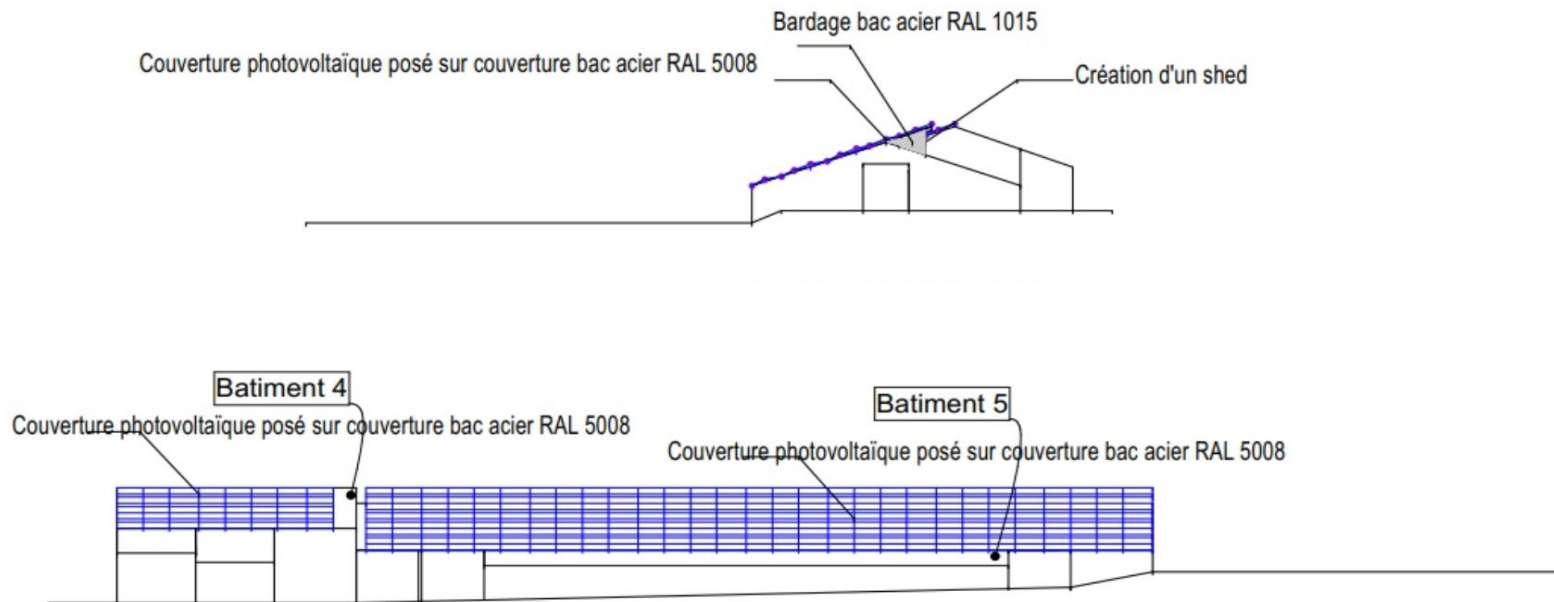 Bardage bac acier RAL 1015
Couverture photovoltaïque posé sur couverture bac acier RAL 5008
Création d'un shed
Batiment 4
Couverture photovoltaïque posé sur couverture bac acier RAL 5008
Batiment 5
Couverture photovoltaïque posé sur couverture bac acier RAL 5008